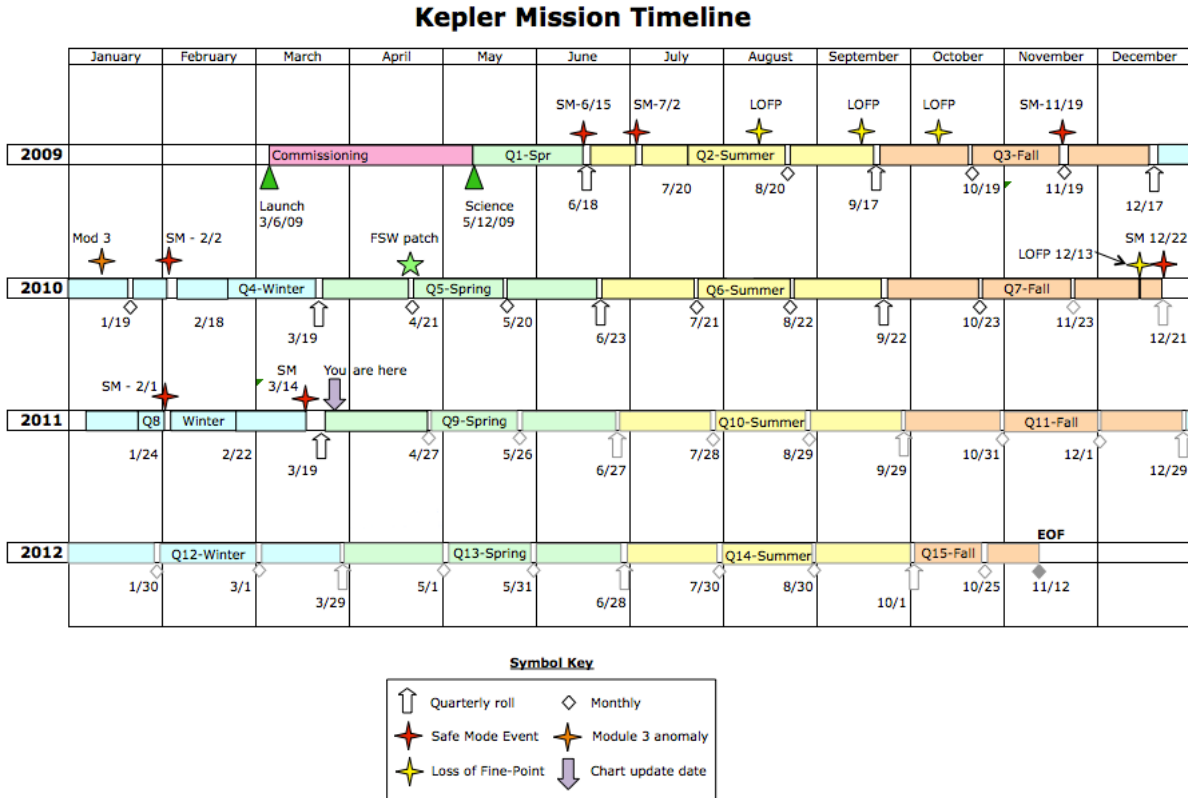 Kepler Mission Timeline
January February March April May June July August September October November December
SM-6/15 SM-7/2 LOFP LOFP LOFP SM-11/19
2009 Commissioning Q1-Spr Q2-Summer Q3-Fall
Launch Science 6/18 7/20 8/20 9/17 10/19 11/19 12/17
3/6/09 5/12/09
Mod 3 SM - 2/2 FSW patch LOFP 12/13 SM 12/22
2010 Q4-Winter Q5-Spring Q6-Summer Q7-Fall
1/19 2/18 3/19 4/21 5/20 6/23 7/21 8/22 9/22 10/23 11/23 12/21
SM - 2/1 SM You are here
3/14
2011 Q8 Winter Q9-Spring Q10-Summer Q11-Fall
1/24 2/22 3/19 4/27 5/26 6/27 7/28 8/29 9/29 10/31 12/1 12/29
EOF
2012 Q12-Winter Q13-Spring Q14-Summer Q15-Fall
1/30 3/1 3/29 5/1 5/31 6/28 7/30 8/30 10/1 10/25 11/12
Symbol Key
Quarterly roll Monthly
Safe Mode Event Module 3 anomaly
Loss of Fine-Point Chart update date